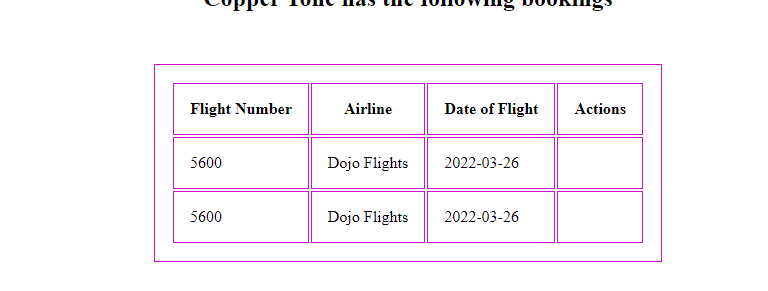 Copper Tone has the following bookings
Flight Number Airline Date of Flight Actions
5600 Dojo Flights 2022-03-26
5600 Dojo Flights 2022-03-26